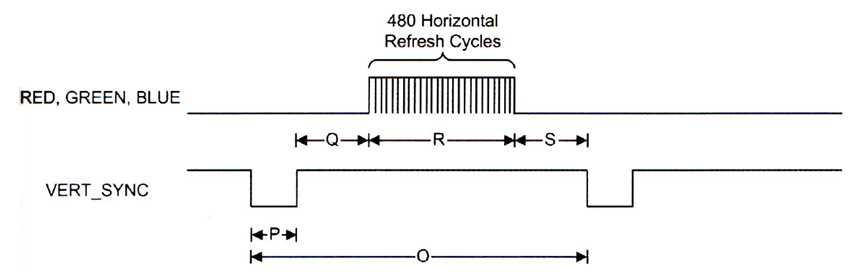 480 Horizontal
Refresh Cycles
RED, GREEN, BLUE
Q
R
S
VERT_SYNC
P
O